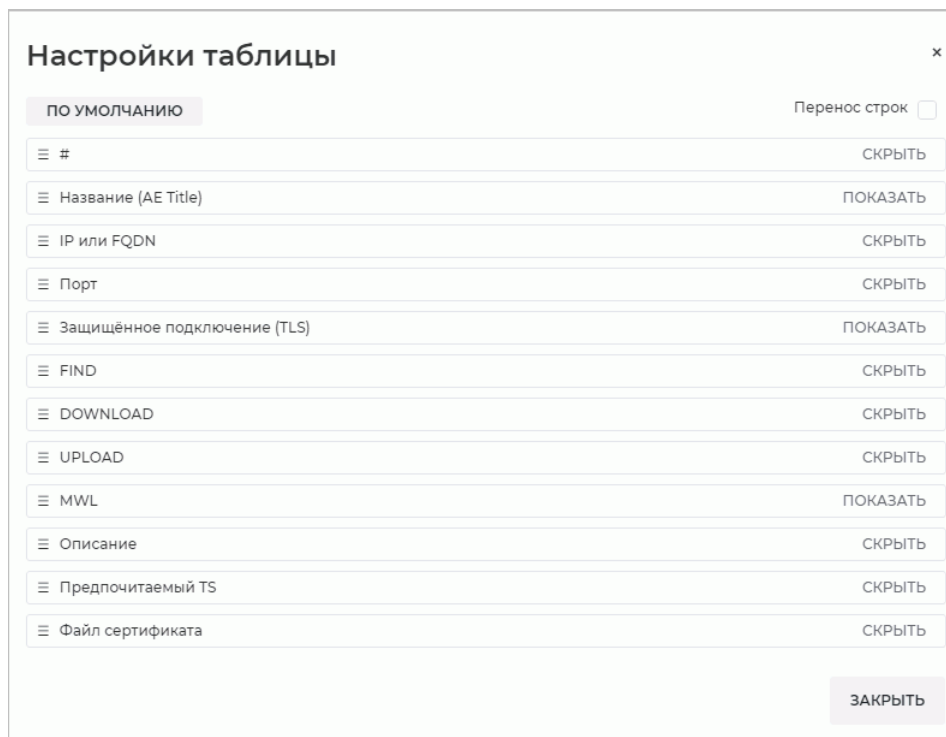 Настройки таблицы ×
ПО УМОЛЧАНИЮ Перенос строк
# СКРЫТЬ
Название (AE Title) ПОКАЗАТЬ
IP или FQDN СКРЫТЬ
Порт СКРЫТЬ
Защищённое подключение (TLS) ПОКАЗАТЬ
FIND СКРЫТЬ
DOWNLOAD СКРЫТЬ
UPLOAD СКРЫТЬ
MWL ПОКАЗАТЬ
Описание СКРЫТЬ
Предпочитаемый TS СКРЫТЬ
Файл сертификата СКРЫТЬ
ЗАКРЫТЬ